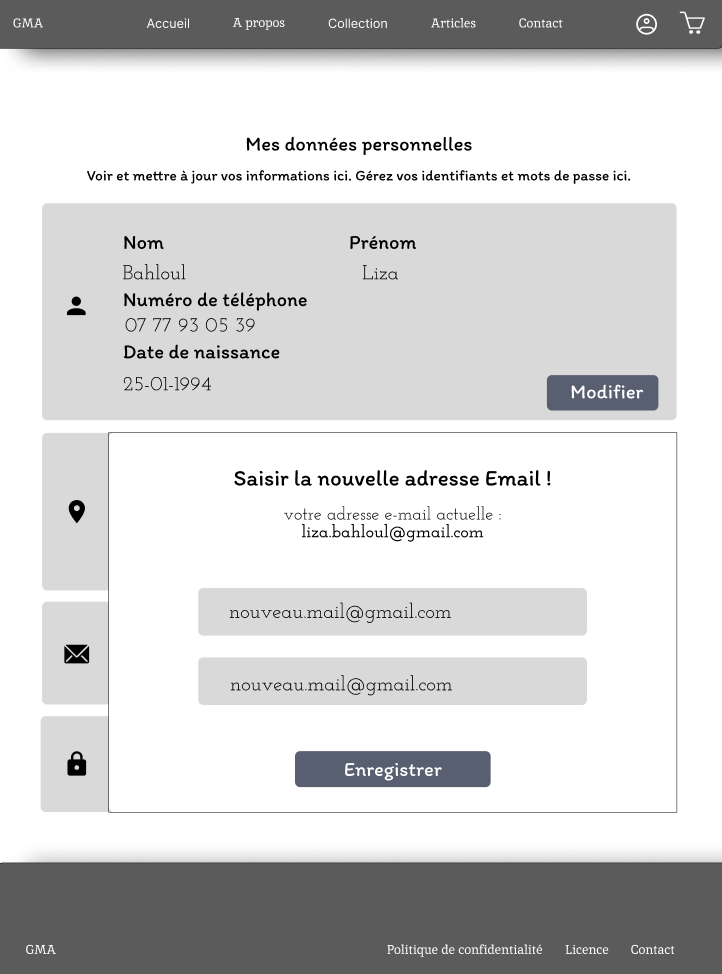 GMA Accueil A propos Collection Articles Contact
Mes données personnelles
Voir et mettre à jour vos informations ici. Gérez vos identifiants et mots de passe ici.
Nom Prénom
Bahloul Liza
Numéro de téléphone
07 77 93 05 39
Date de naissance
25-01-1994
Modifier
Saisir la nouvelle adresse Email !
votre adresse e-mail actuelle :
liza.bahloul@gmail.com
nouveau.mail@gmail.com
nouveau.mail@gmail.com
Enregistrer
GMA Politique de confidentialité Licence Contact